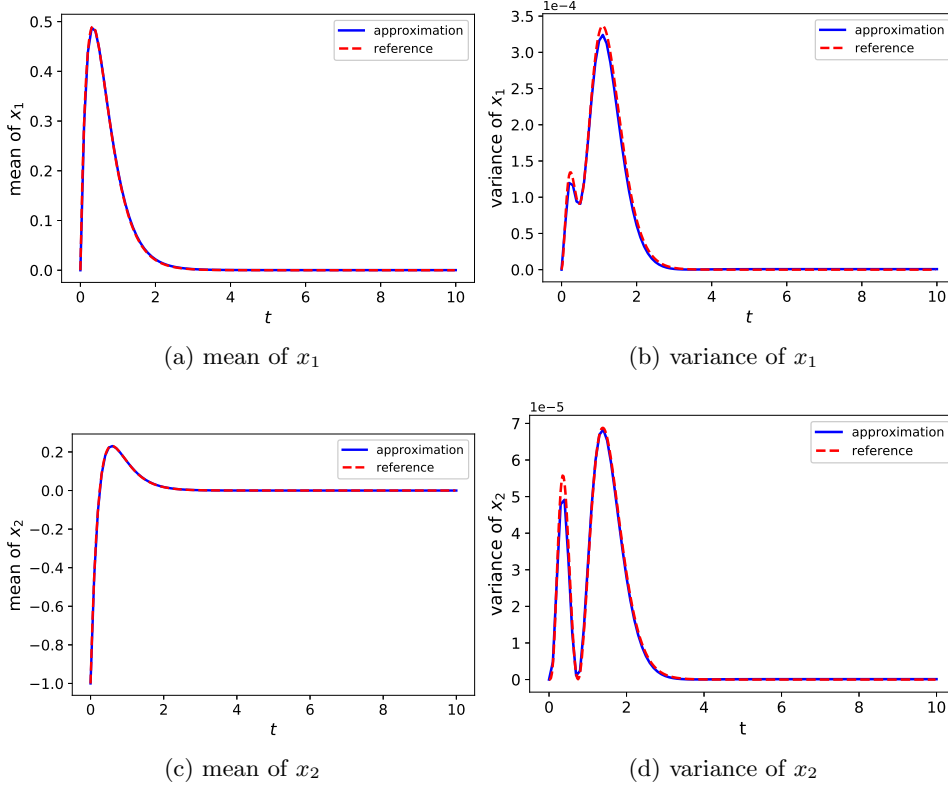 approximation
reference
0.5
0.4
0.3
0.2
0.1
0.0
mean of x₁
0 2 4 6 8 10
t
(a) mean of x₁
1e−4
approximation
reference
3.5
3.0
2.5
2.0
1.5
1.0
0.5
0.0
variance of x₁
0 2 4 6 8 10
t
(b) variance of x₁
approximation
reference
0.2
0.0
−0.2
−0.4
−0.6
−0.8
−1.0
mean of x₂
0 2 4 6 8 10
t
(c) mean of x₂
1e−5
approximation
reference
7
6
5
4
3
2
1
0
variance of x₂
0 2 4 6 8 10
t
(d) variance of x₂